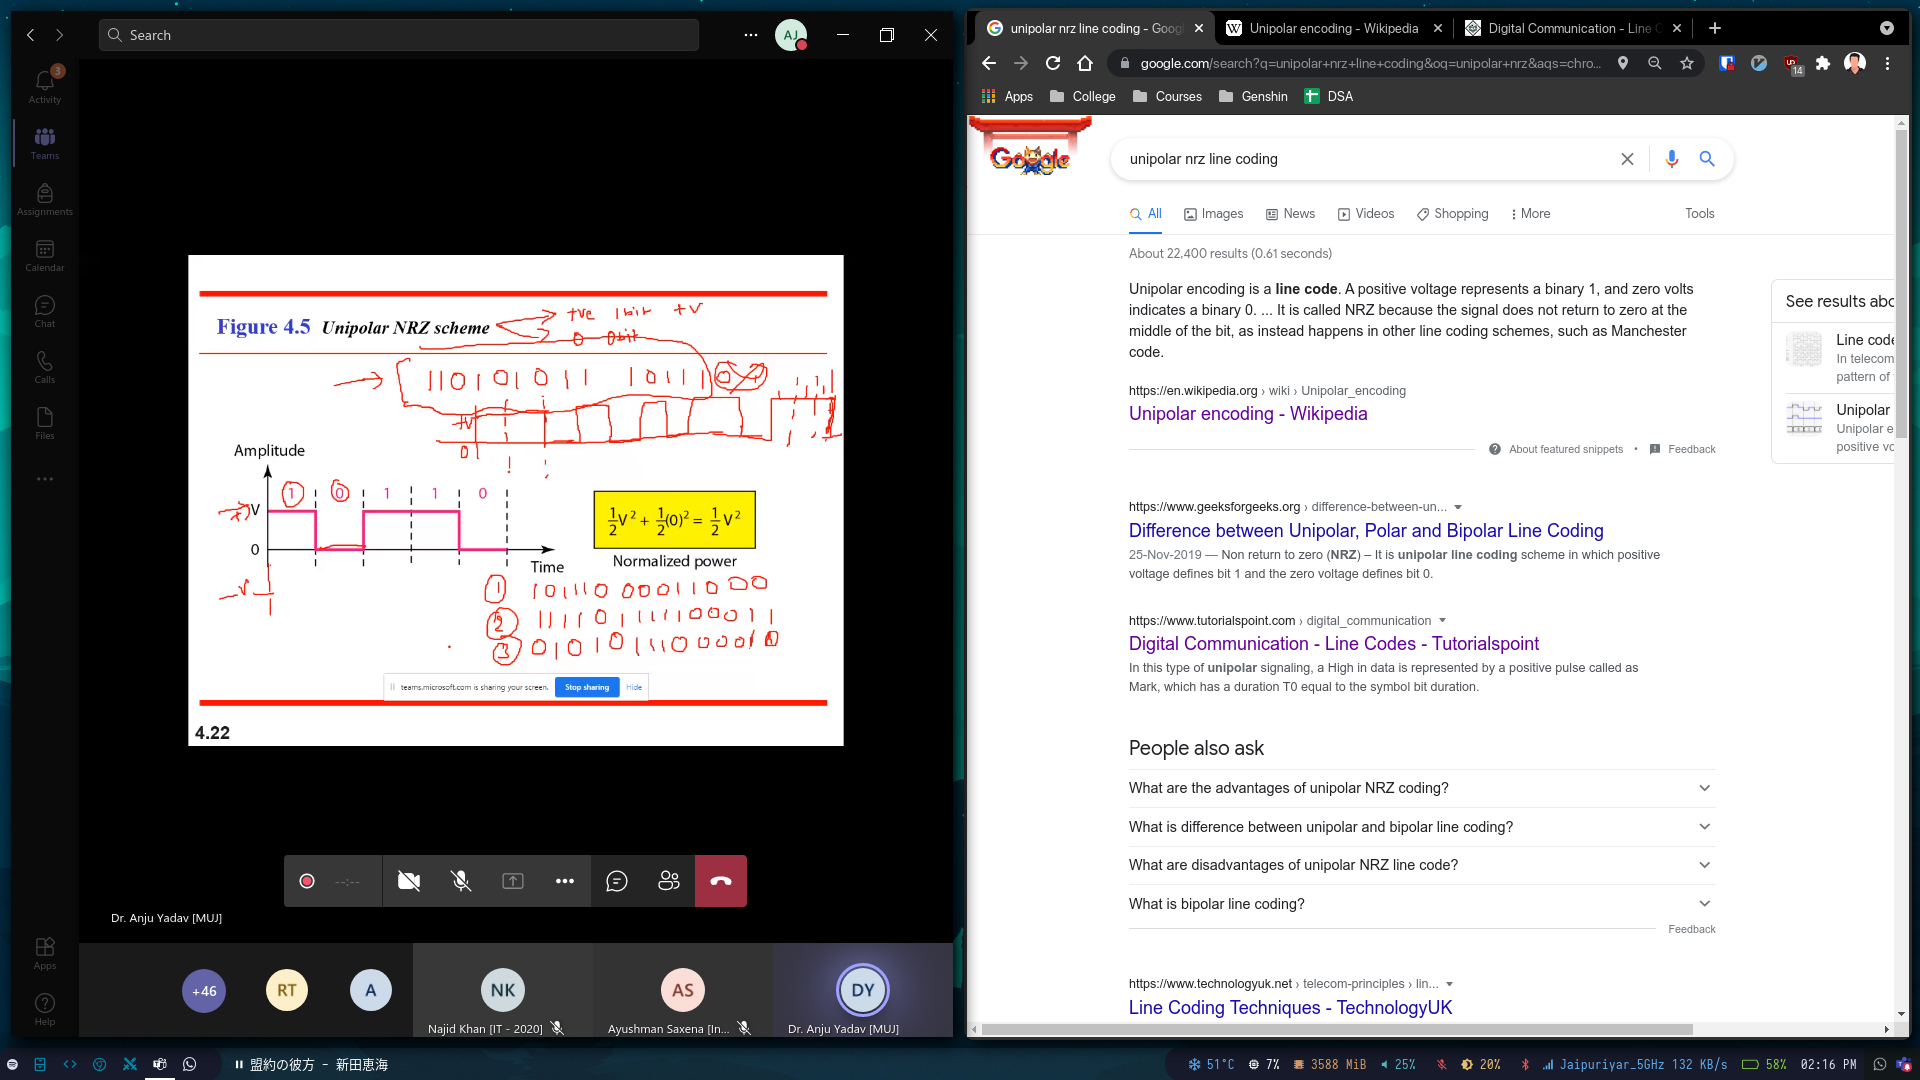 Search
AJ
3
Activity
Teams
Assignments
Calendar
Chat
Calls
Files
Apps
Help
Figure 4.5 Unipolar NRZ scheme
+ve 1 bit +V
0 0 bit
+V
0
Amplitude
1 0 1 1 0
V
0
Time
-V
½V² + ½(0)² = ½V²
Normalized power
1
2
3
teams.microsoft.com is sharing your screen.
Stop sharing
Hide
4.22
--:--
Dr. Anju Yadav [MUJ]
+46
RT
A
NK
AS
DY
Najid Khan [IT - 2020]
Ayushman Saxena [In...
Dr. Anju Yadav [MUJ]
unipolar nrz line coding - Goog
Unipolar encoding - Wikipedia
Digital Communication - Line C
google.com/search?q=unipolar+nrz+line+coding&oq=unipolar+nrz&aqs=chro...
14
Apps
College
Courses
Genshin
DSA
Google
unipolar nrz line coding
All
Images
News
Videos
Shopping
More
Tools
About 22,400 results (0.61 seconds)
Unipolar encoding is a line code. A positive voltage represents a binary 1, and zero volts
indicates a binary 0. ... It is called NRZ because the signal does not return to zero at the
middle of the bit, as instead happens in other line coding schemes, such as Manchester
code.
https://en.wikipedia.org › wiki › Unipolar_encoding
Unipolar encoding - Wikipedia
About featured snippets • Feedback
https://www.geeksforgeeks.org › difference-between-un...
Difference between Unipolar, Polar and Bipolar Line Coding
25-Nov-2019 — Non return to zero (NRZ) – It is unipolar line coding scheme in which positive
voltage defines bit 1 and the zero voltage defines bit 0.
https://www.tutorialspoint.com › digital_communication
Digital Communication - Line Codes - Tutorialspoint
In this type of unipolar signaling, a High in data is represented by a positive pulse called as
Mark, which has a duration T0 equal to the symbol bit duration.
People also ask
What are the advantages of unipolar NRZ coding?
What is difference between unipolar and bipolar line coding?
What are disadvantages of unipolar NRZ line code?
What is bipolar line coding?
Feedback
https://www.technologyuk.net › telecom-principles › lin...
Line Coding Techniques - TechnologyUK
See results abo
Line code
In telecom
pattern of
Unipolar
Unipolar e
positive vo
盟約の彼方 - 新田恵海
51°C
7%
3588 MiB
25%
20%
Jaipuriyar_5GHz 132 KB/s
58%
02:16 PM